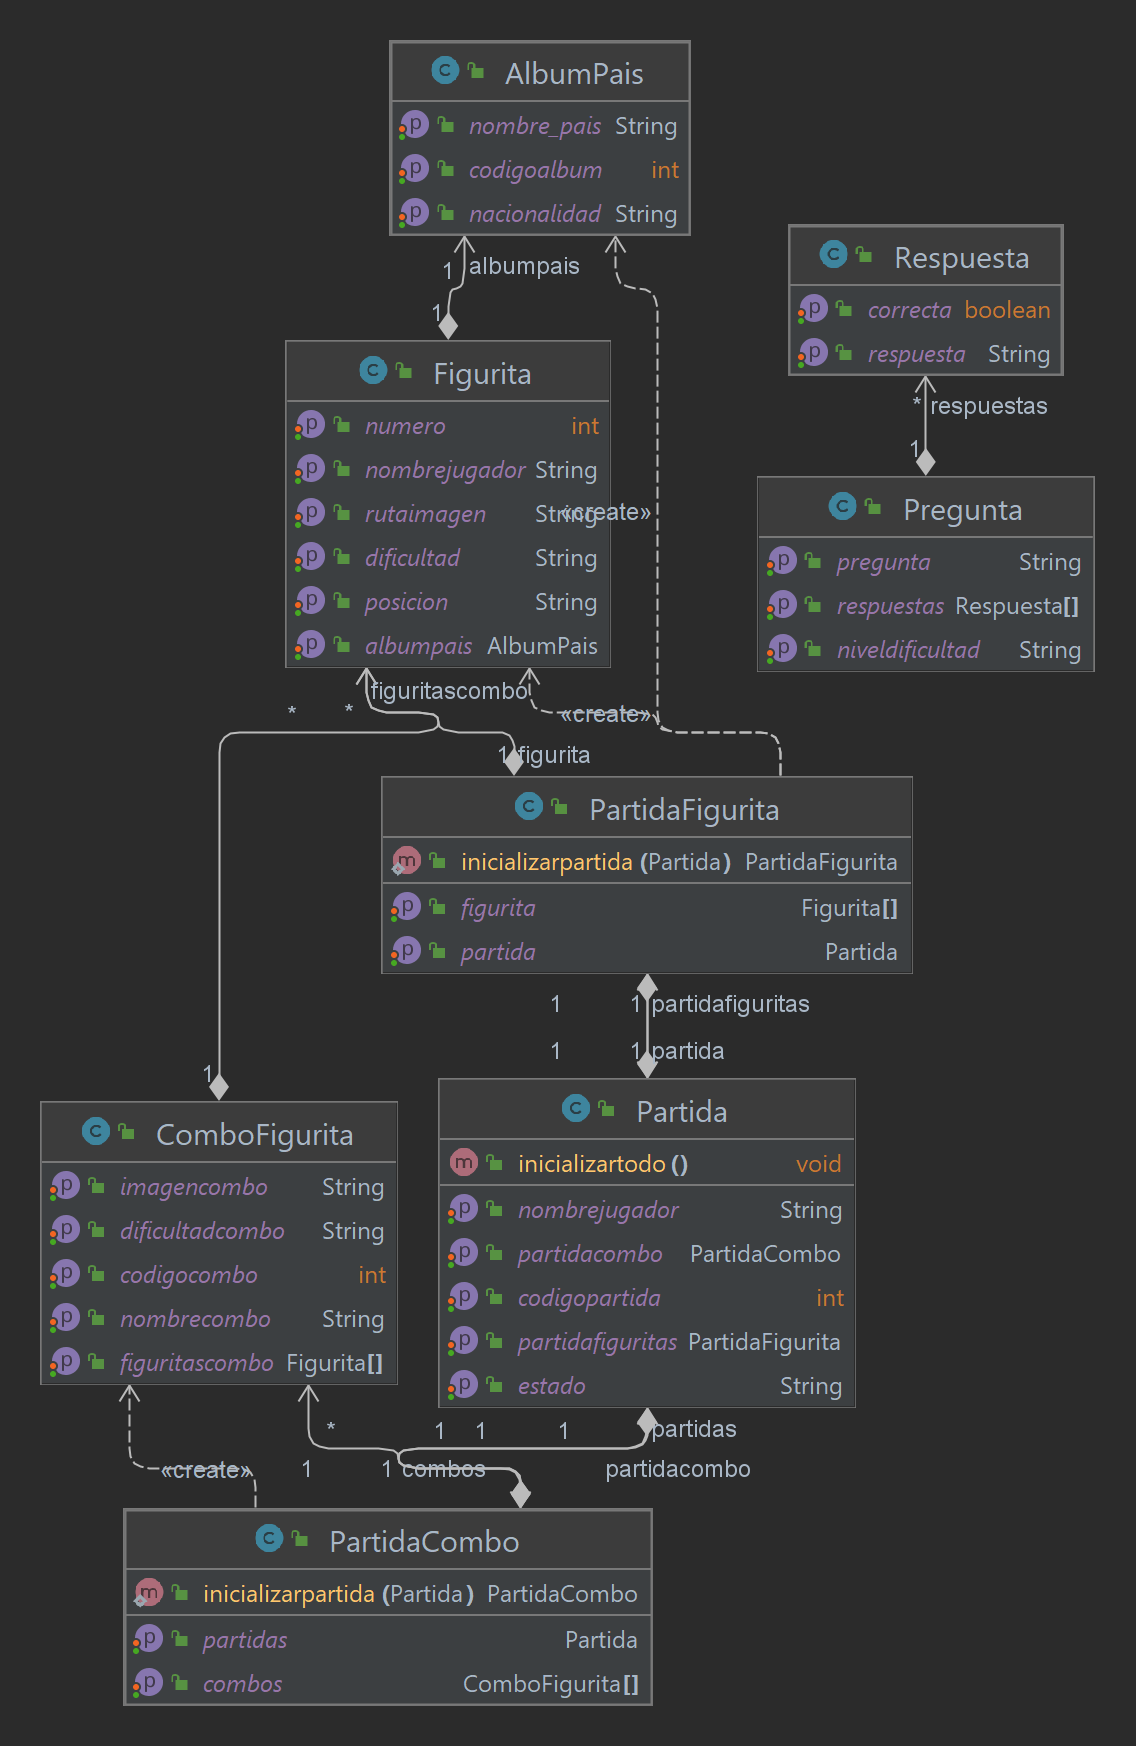 AlbumPais
nombre_pais String
codigoalbum int
nacionalidad String
1 albumpais
1
Respuesta
correcta boolean
respuesta String
* respuestas
1
Figurita
numero int
nombrejugador String
rutaimagen String
«create»
dificultad String
posicion String
albumpais AlbumPais
Pregunta
pregunta String
respuestas Respuesta[]
niveldificultad String
figuritascombo
* *
«create»
1 figurita
PartidaFigurita
inicializarpartida (Partida) PartidaFigurita
figurita Figurita[]
partida Partida
1 1 partidafiguritas
1 1 partida
1
ComboFigurita
imagencombo String
dificultadcombo String
codigocombo int
nombrecombo String
figuritascombo Figurita[]
Partida
inicializartodo () void
nombrejugador String
partidacombo PartidaCombo
codigopartida int
partidafiguritas PartidaFigurita
estado String
* 1 1 1 partidas
«create» 1 1 combos partidacombo
PartidaCombo
inicializarpartida (Partida) PartidaCombo
partidas Partida
combos ComboFigurita[]